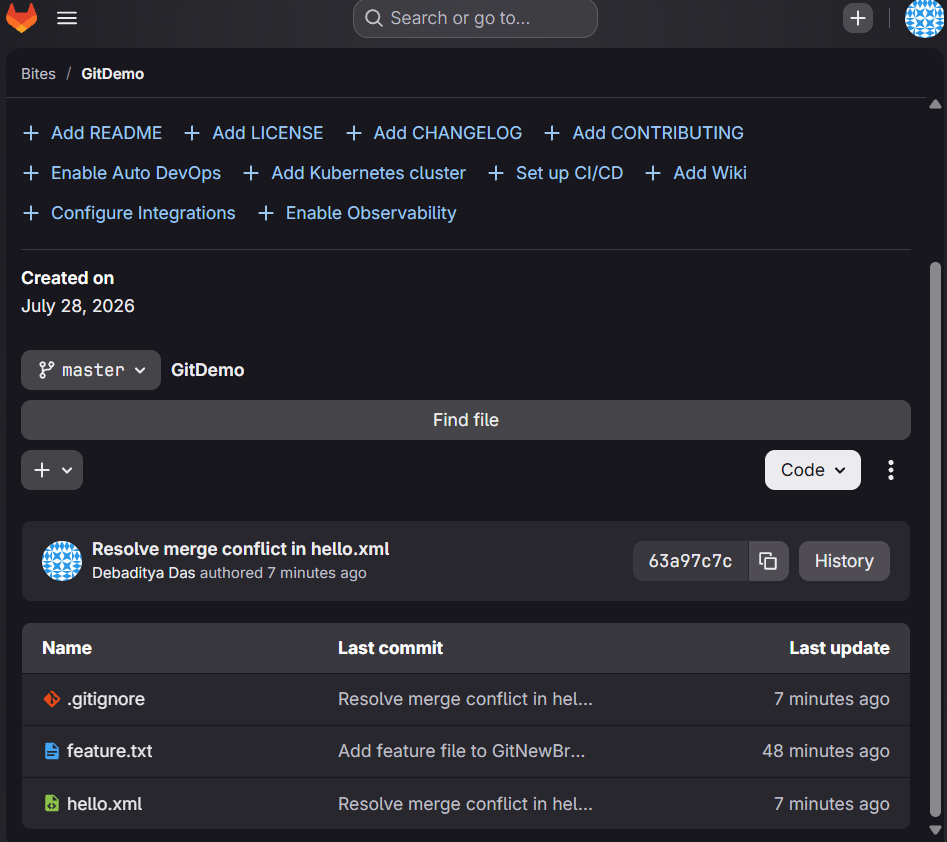 Search or go to...
Bites / GitDemo
Add README Add LICENSE Add CHANGELOG Add CONTRIBUTING
Enable Auto DevOps Add Kubernetes cluster Set up CI/CD Add Wiki
Configure Integrations Enable Observability
Created on
July 28, 2026
master GitDemo
Find file
Code
Resolve merge conflict in hello.xml
Debaditya Das authored 7 minutes ago
63a97c7c History
Name Last commit Last update
.gitignore Resolve merge conflict in hel... 7 minutes ago
feature.txt Add feature file to GitNewBr... 48 minutes ago
hello.xml Resolve merge conflict in hel... 7 minutes ago